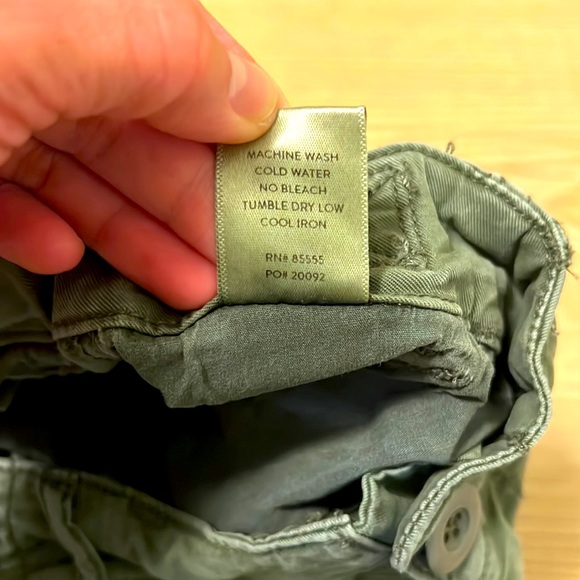 MACHINE WASH
COLD WATER
NO BLEACH
TUMBLE DRY LOW
COOL IRON
RN# 85555
PO# 20092